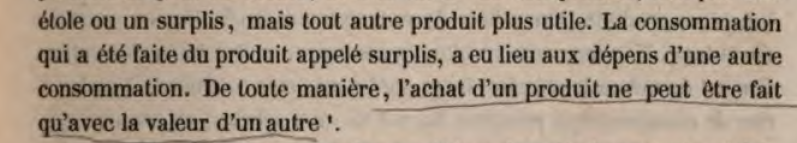 étole ou un surplis, mais tout autre produit plus utile. La consommation
qui a été faite du produit appelé surplis, a eu lieu aux dépens d'une autre
consommation. De toute manière, l'achat d'un produit ne peut être fait
qu'avec la valeur d'un autre ¹.